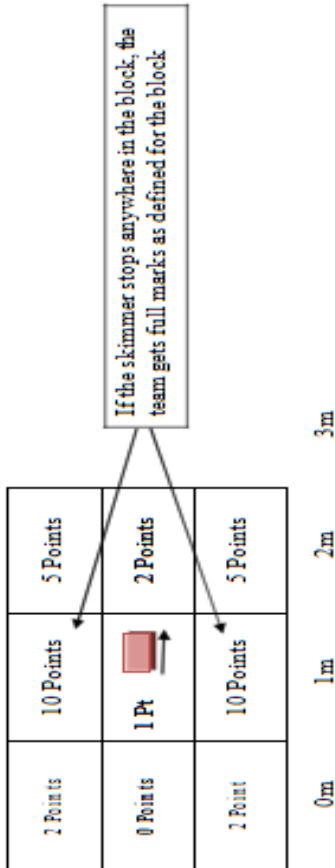 If the skimmer stops anywhere in the block, the
team gets full marks as defined for the block
2 Points
10 Points
5 Points
0 Points
1 Pt
2 Points
2 Point
10 Points
5 Points
0m
1m
2m
3m